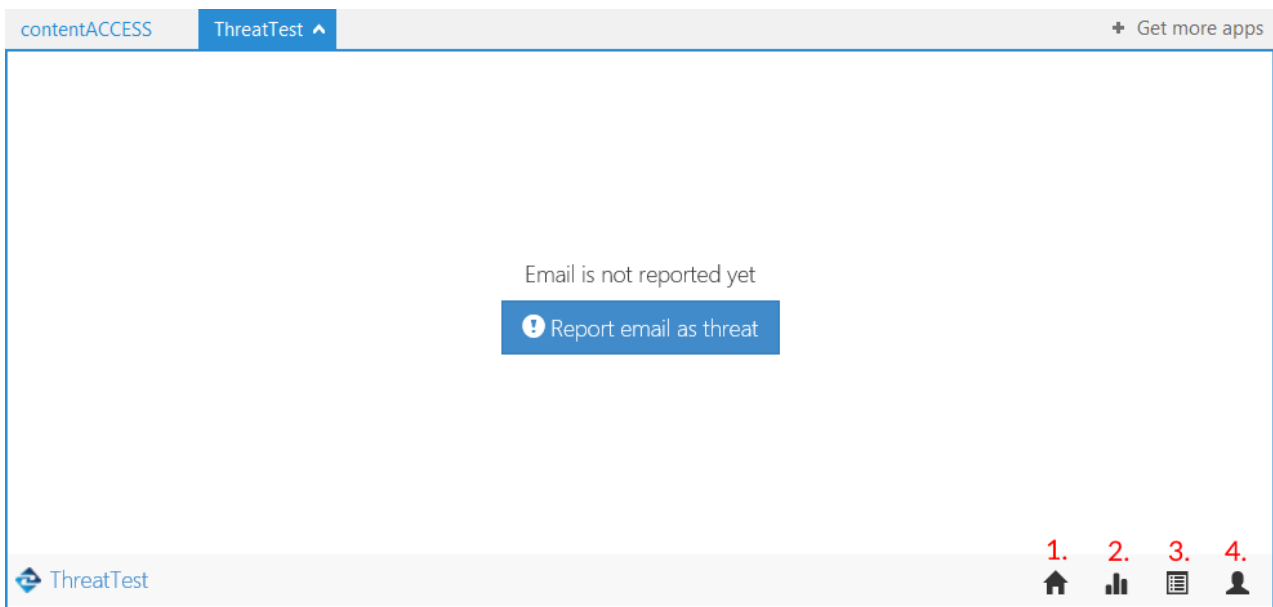 contentACCESS ThreatTest Get more apps
Email is not reported yet
Report email as threat
1. 2. 3. 4.
ThreatTest